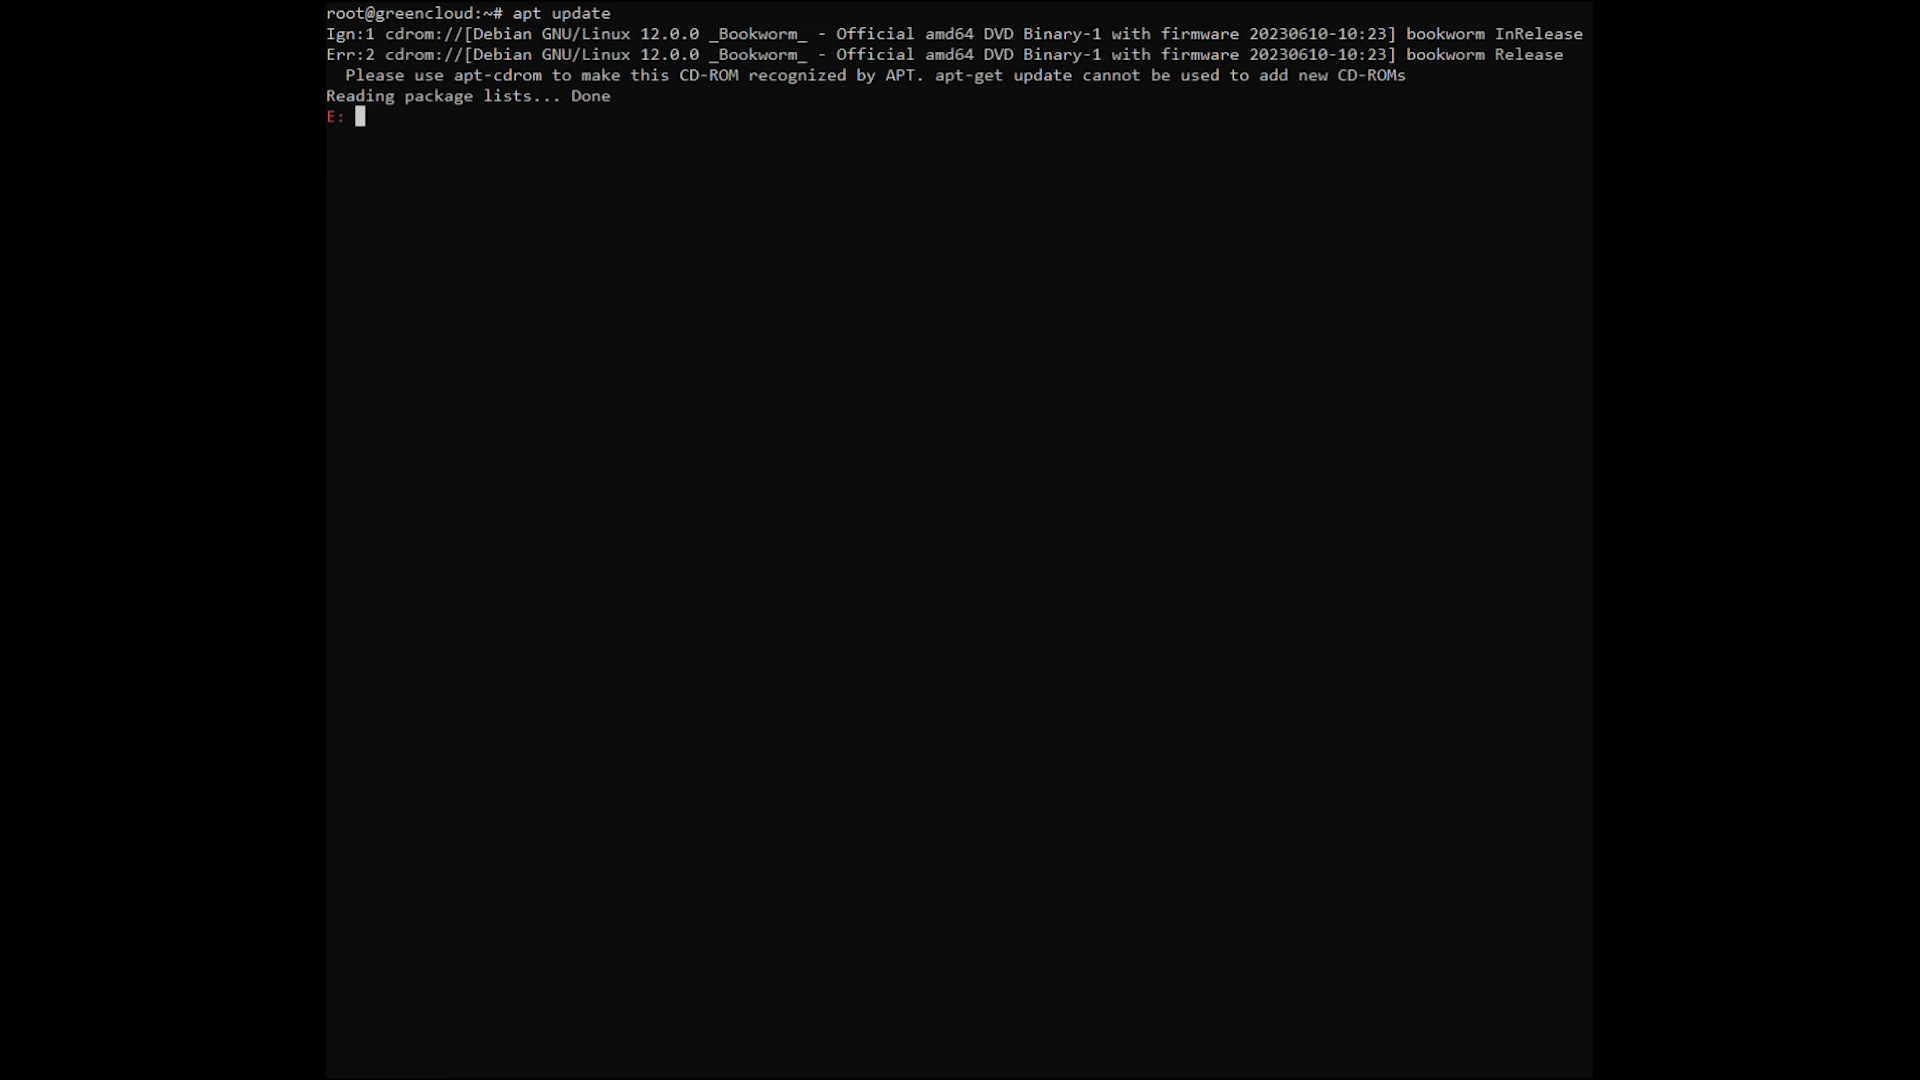 root@greencloud:~# apt update
Ign:1 cdrom://[Debian GNU/Linux 12.0.0 _Bookworm_ - Official amd64 DVD Binary-1 with firmware 20230610-10:23] bookworm InRelease
Err:2 cdrom://[Debian GNU/Linux 12.0.0 _Bookworm_ - Official amd64 DVD Binary-1 with firmware 20230610-10:23] bookworm Release
  Please use apt-cdrom to make this CD-ROM recognized by APT. apt-get update cannot be used to add new CD-ROMs
Reading package lists... Done
E: